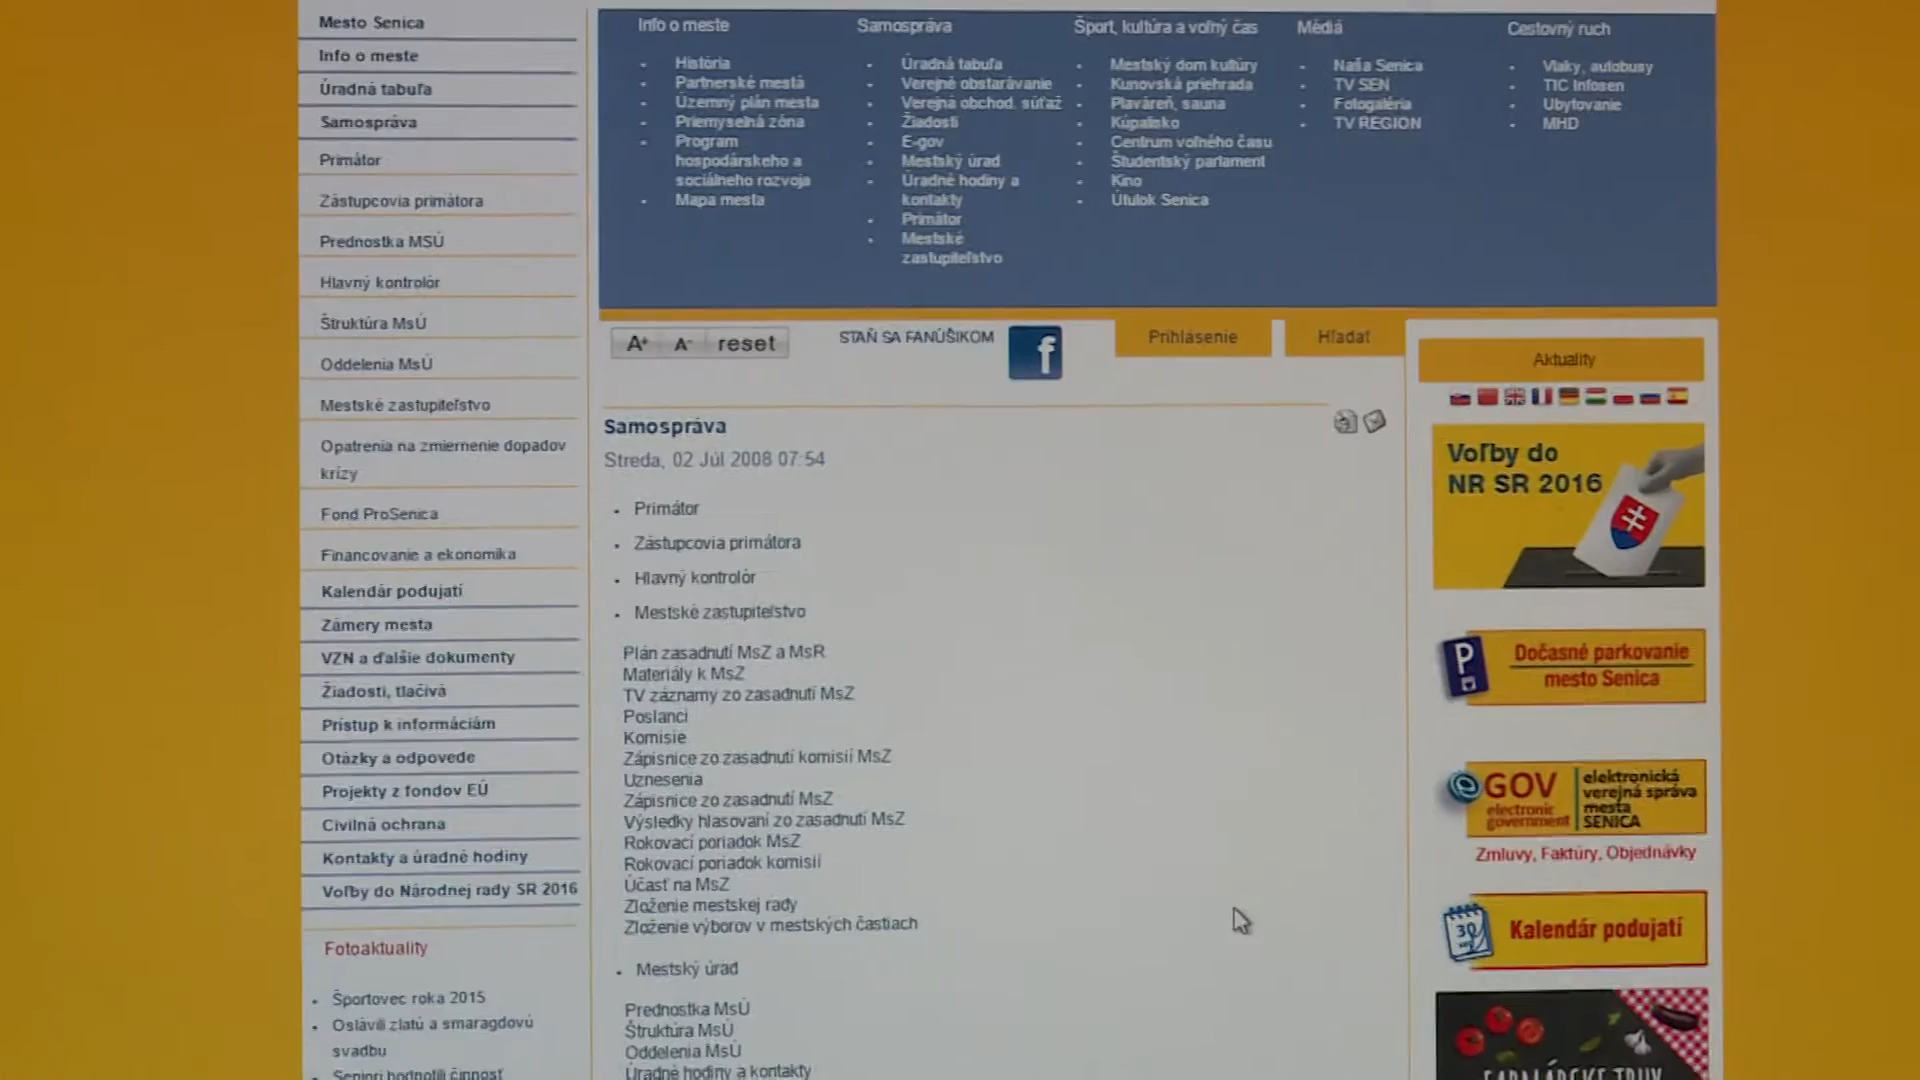 Mesto Senica
Info o meste
Úradná tabuľa
Samospráva
Primátor
Zástupcovia primátora
Prednostka MSÚ
Hlavný kontrolór
Štruktúra MsÚ
Oddelenia MsÚ
Mestské zastupiteľstvo
Opatrenia na zmiernenie dopadov
krízy
Fond ProSenica
Financovanie a ekonomika
Kalendár podujatí
Zámery mesta
VZN a ďalšie dokumenty
Žiadosti, tlačivá
Prístup k informáciám
Otázky a odpovede
Projekty z fondov EÚ
Civilná ochrana
Kontakty a úradné hodiny
Voľby do Národnej rady SR 2016
Fotoaktuality
Športovec roka 2015
Oslávili zlatú a smaragdovú
svadbu
Seniori hodnotili činnosť
Info o meste
História
Partnerské mestá
Územný plán mesta
Priemyselná zóna
Program
hospodárskeho a
sociálneho rozvoja
Mapa mesta
Samospráva
Úradná tabuľa
Verejné obstarávanie
Verejná obchod. súťaž
Žiadosti
E-gov
Mestský úrad
Úradné hodiny a
kontakty
Primátor
Mestské
zastupiteľstvo
Šport, kultúra a voľný čas
Mestský dom kultúry
Kunovská priehrada
Plaváreň, sauna
Kúpalisko
Centrum voľného času
Študentský parlament
Kino
Útulok Senica
Médiá
Naša Senica
TV SEN
Fotogaléria
TV REGION
Cestovný ruch
Vlaky, autobusy
TIC Infosen
Ubytovanie
MHD
A+ A- reset
STAŇ SA FANÚŠIKOM
f
Prihlásenie
Hľadať
Samospráva
Streda, 02 Júl 2008 07:54
Primátor
Zástupcovia primátora
Hlavný kontrolór
Mestské zastupiteľstvo
Plán zasadnutí MsZ a MsR
Materiály k MsZ
TV záznamy zo zasadnutí MsZ
Poslanci
Komisie
Zápisnice zo zasadnutí komisií MsZ
Uznesenia
Zápisnice zo zasadnutí MsZ
Výsledky hlasovaní zo zasadnutí MsZ
Rokovací poriadok MsZ
Rokovací poriadok komisií
Účasť na MsZ
Zloženie mestskej rady
Zloženie výborov v mestských častiach
Mestský úrad
Prednostka MsÚ
Štruktúra MsÚ
Oddelenia MsÚ
Úradné hodiny a kontakty
Aktuality
Voľby do
NR SR 2016
P
Dočasné parkovanie
mesto Senica
e GOV
electronic
government
elektronická
verejná správa
mesta
SENICA
Zmluvy, Faktúry, Objednávky
30
Kalendár podujatí
FARMÁRSKE TRHY